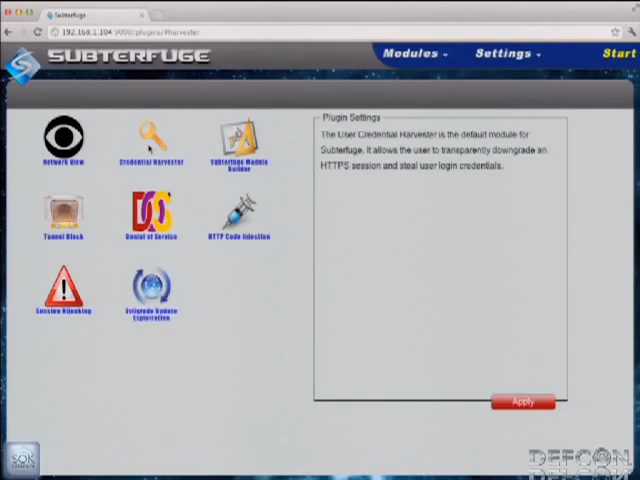 Subterfuge
192.168.1.104:9000/plugins/#harvester
SUBTERFUGE
Modules
Settings
Start
Network View
Credential Harvester
Subterfuge Module
Builder
Tunnel Block
Denial of Service
HTTP Code Injection
Session Hijacking
Evilgrade Update
Exploitation
Plugin Settings
The User Credential Harvester is the default module for
Subterfuge. It allows the user to transparently downgrade an
HTTPS session and steal user login credentials.
Apply
DEFCON